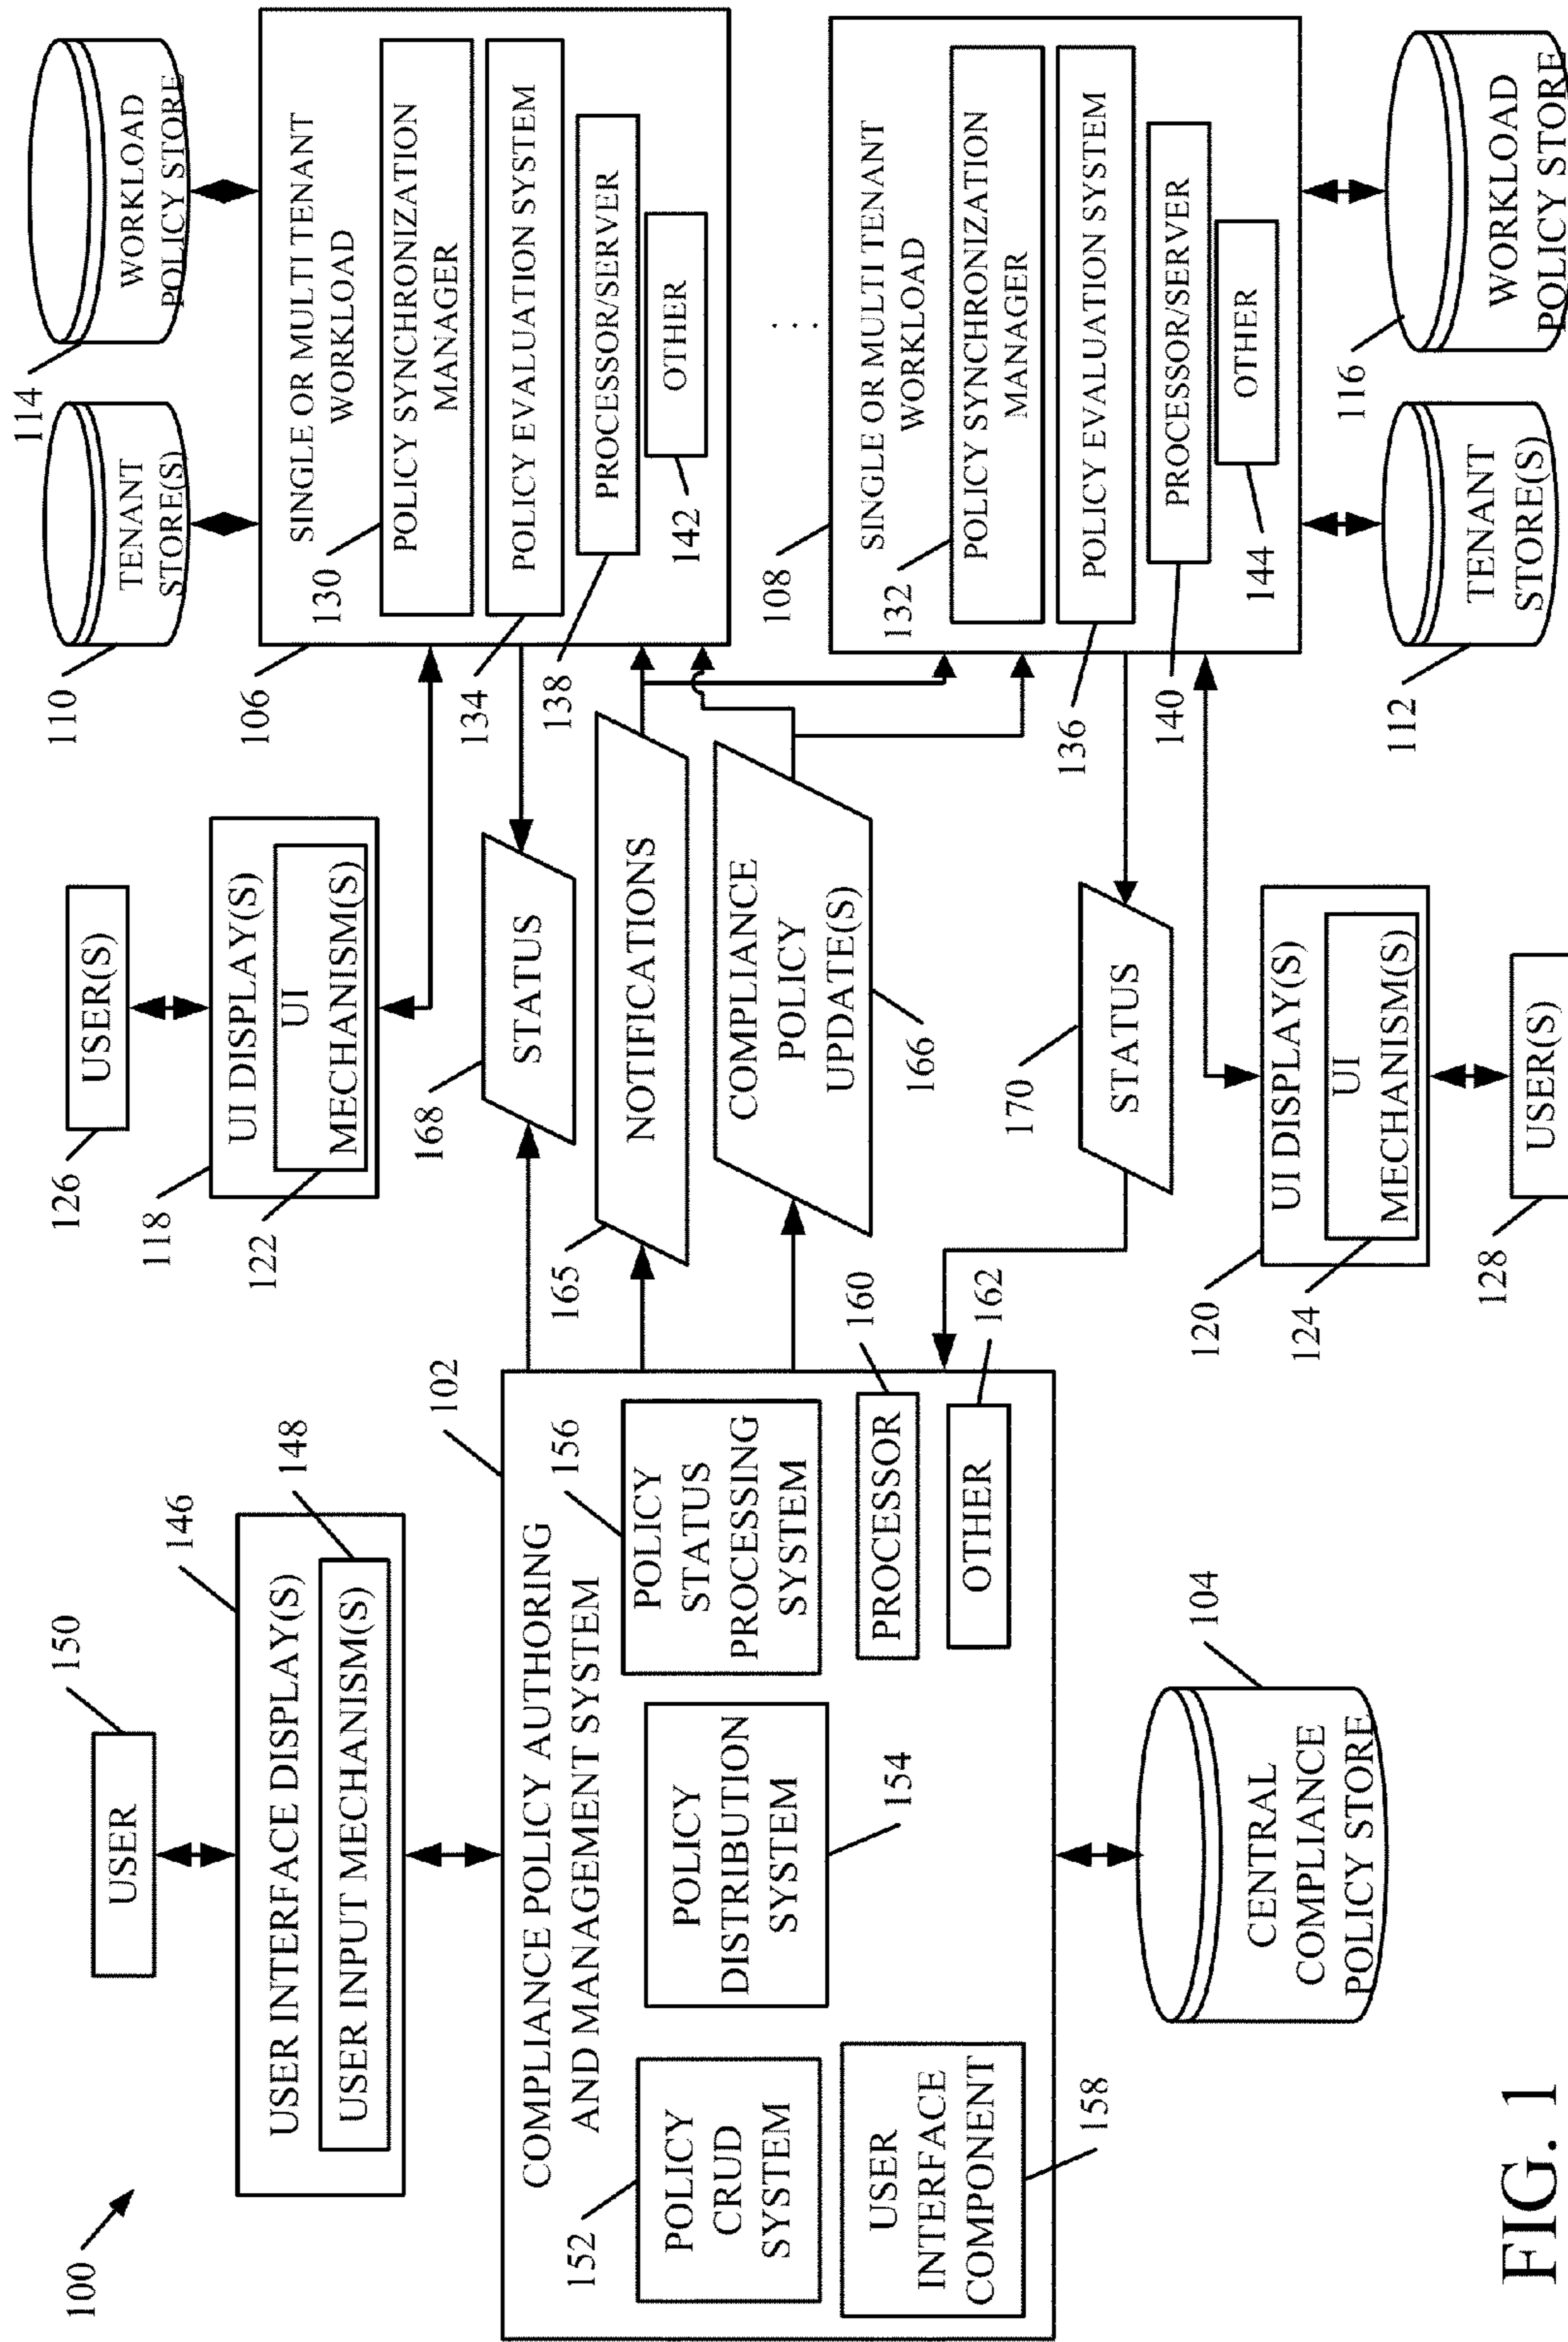 100
150
USER
146
USER INTERFACE DISPLAY(S)
148
USER INPUT MECHANISM(S)
102
COMPLIANCE POLICY AUTHORING
AND MANAGEMENT SYSTEM
152
POLICY
CRUD
SYSTEM
POLICY
DISTRIBUTION
SYSTEM
154
156
POLICY
STATUS
PROCESSING
SYSTEM
USER
INTERFACE
COMPONENT
158
160
PROCESSOR
162
OTHER
104
CENTRAL
COMPLIANCE
POLICY STORE
126
USER(S)
118
UI DISPLAY(S)
122
UI
MECHANISM(S)
168
STATUS
165
NOTIFICATIONS
COMPLIANCE
POLICY
UPDATE(S)
166
170
STATUS
120
UI DISPLAY(S)
124
UI
MECHANISM(S)
128
USER(S)
110
TENANT
STORE(S)
114
WORKLOAD
POLICY STORE
106
SINGLE OR MULTI TENANT
WORKLOAD
130
POLICY SYNCHRONIZATION
MANAGER
134
POLICY EVALUATION SYSTEM
138
PROCESSOR/SERVER
142
OTHER
. . .
108
SINGLE OR MULTI TENANT
WORKLOAD
132
POLICY SYNCHRONIZATION
MANAGER
136
POLICY EVALUATION SYSTEM
140
PROCESSOR/SERVER
144
OTHER
112
TENANT
STORE(S)
116
WORKLOAD
POLICY STORE
FIG. 1